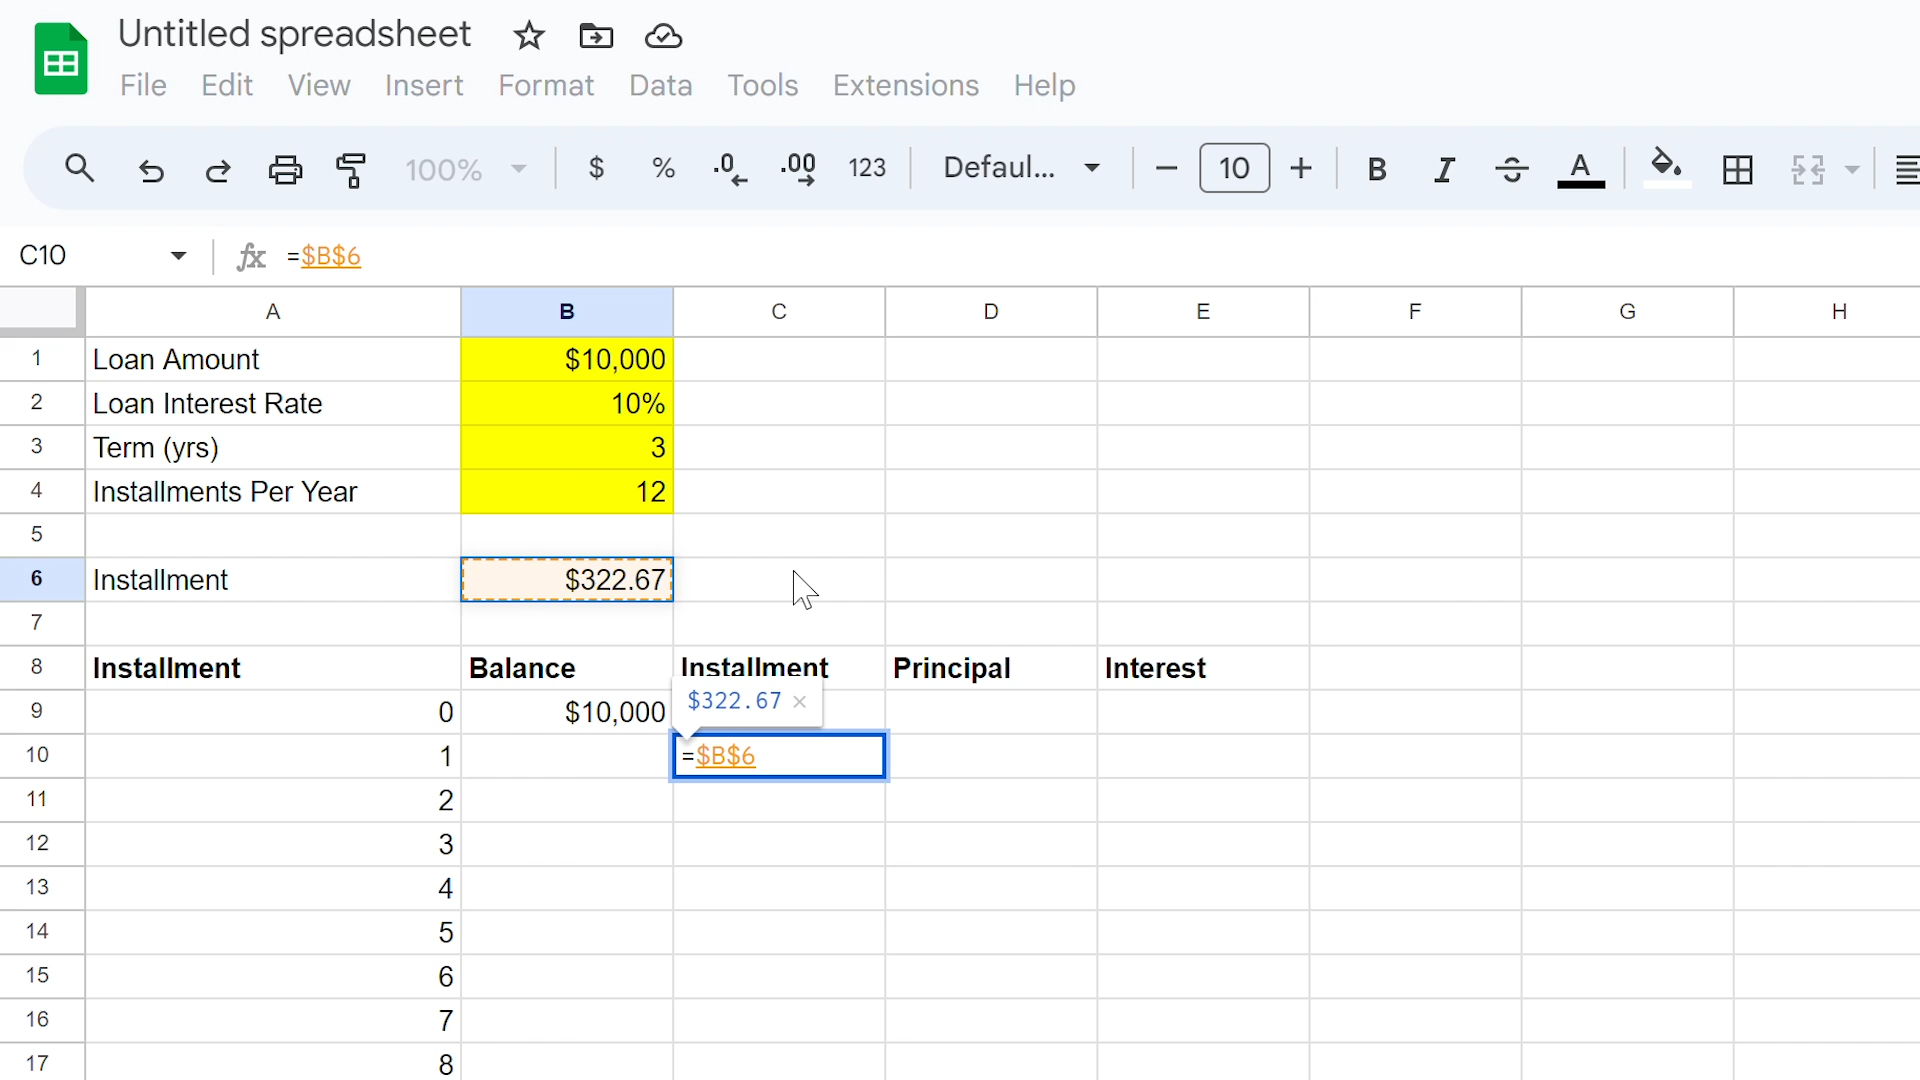 Untitled spreadsheet
File Edit View Insert Format Data Tools Extensions Help
100% $ % .0 .00 123 Defaul... − 10 + B I S A
C10 fx =$B$6
A B C D E F G H
1 Loan Amount $10,000
2 Loan Interest Rate 10%
3 Term (yrs) 3
4 Installments Per Year 12
5
6 Installment $322.67
7
8 Installment Balance Installment Principal Interest
9 0 $10,000 $322.67 ×
10 1 =$B$6
11 2
12 3
13 4
14 5
15 6
16 7
17 8